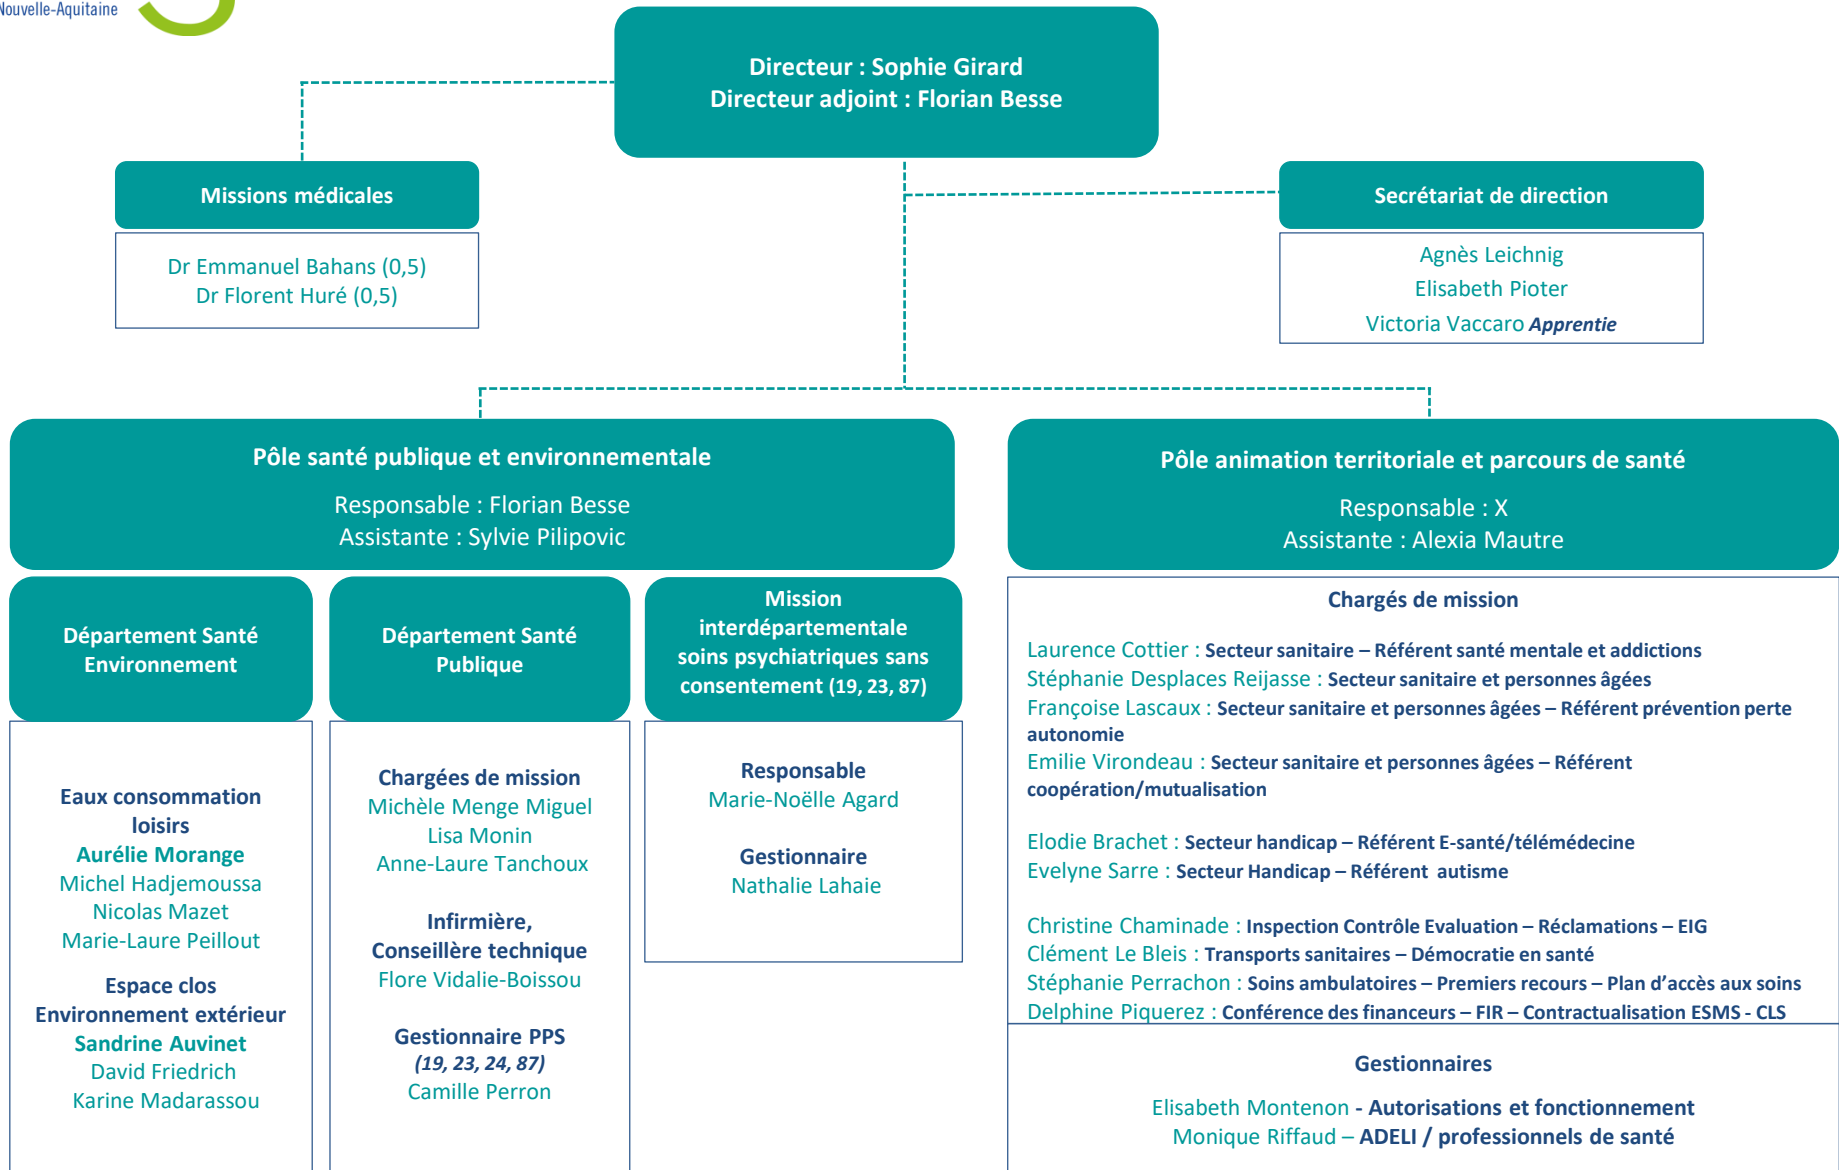 Nouvelle-Aquitaine
Directeur : Sophie Girard
Directeur adjoint : Florian Besse
Missions médicales
Dr Emmanuel Bahans (0,5)
Dr Florent Huré (0,5)
Secrétariat de direction
Agnès Leichnig
Elisabeth Pioter
Victoria Vaccaro Apprentie
Pôle santé publique et environnementale
Responsable : Florian Besse
Assistante : Sylvie Pilipovic
Département Santé
Environnement
Eaux consommation
loisirs
Aurélie Morange
Michel Hadjemoussa
Nicolas Mazet
Marie-Laure Peillout
Espace clos
Environnement extérieur
Sandrine Auvinet
David Friedrich
Karine Madarassou
Département Santé
Publique
Chargées de mission
Michèle Menge Miguel
Lisa Monin
Anne-Laure Tanchoux
Infirmière,
Conseillère technique
Flore Vidalie-Boissou
Gestionnaire PPS
(19, 23, 24, 87)
Camille Perron
Mission
interdépartementale
soins psychiatriques sans
consentement (19, 23, 87)
Responsable
Marie-Noëlle Agard
Gestionnaire
Nathalie Lahaie
Pôle animation territoriale et parcours de santé
Responsable : X
Assistante : Alexia Mautre
Chargés de mission
Laurence Cottier : Secteur sanitaire – Référent santé mentale et addictions
Stéphanie Desplaces Reijasse : Secteur sanitaire et personnes âgées
Françoise Lascaux : Secteur sanitaire et personnes âgées – Référent prévention perte
autonomie
Emilie Virondeau : Secteur sanitaire et personnes âgées – Référent
coopération/mutualisation
Elodie Brachet : Secteur handicap – Référent E-santé/télémédecine
Evelyne Sarre : Secteur Handicap – Référent autisme
Christine Chaminade : Inspection Contrôle Evaluation – Réclamations – EIG
Clément Le Bleis : Transports sanitaires – Démocratie en santé
Stéphanie Perrachon : Soins ambulatoires – Premiers recours – Plan d’accès aux soins
Delphine Piquerez : Conférence des financeurs – FIR – Contractualisation ESMS - CLS
Gestionnaires
Elisabeth Montenon - Autorisations et fonctionnement
Monique Riffaud – ADELI / professionnels de santé